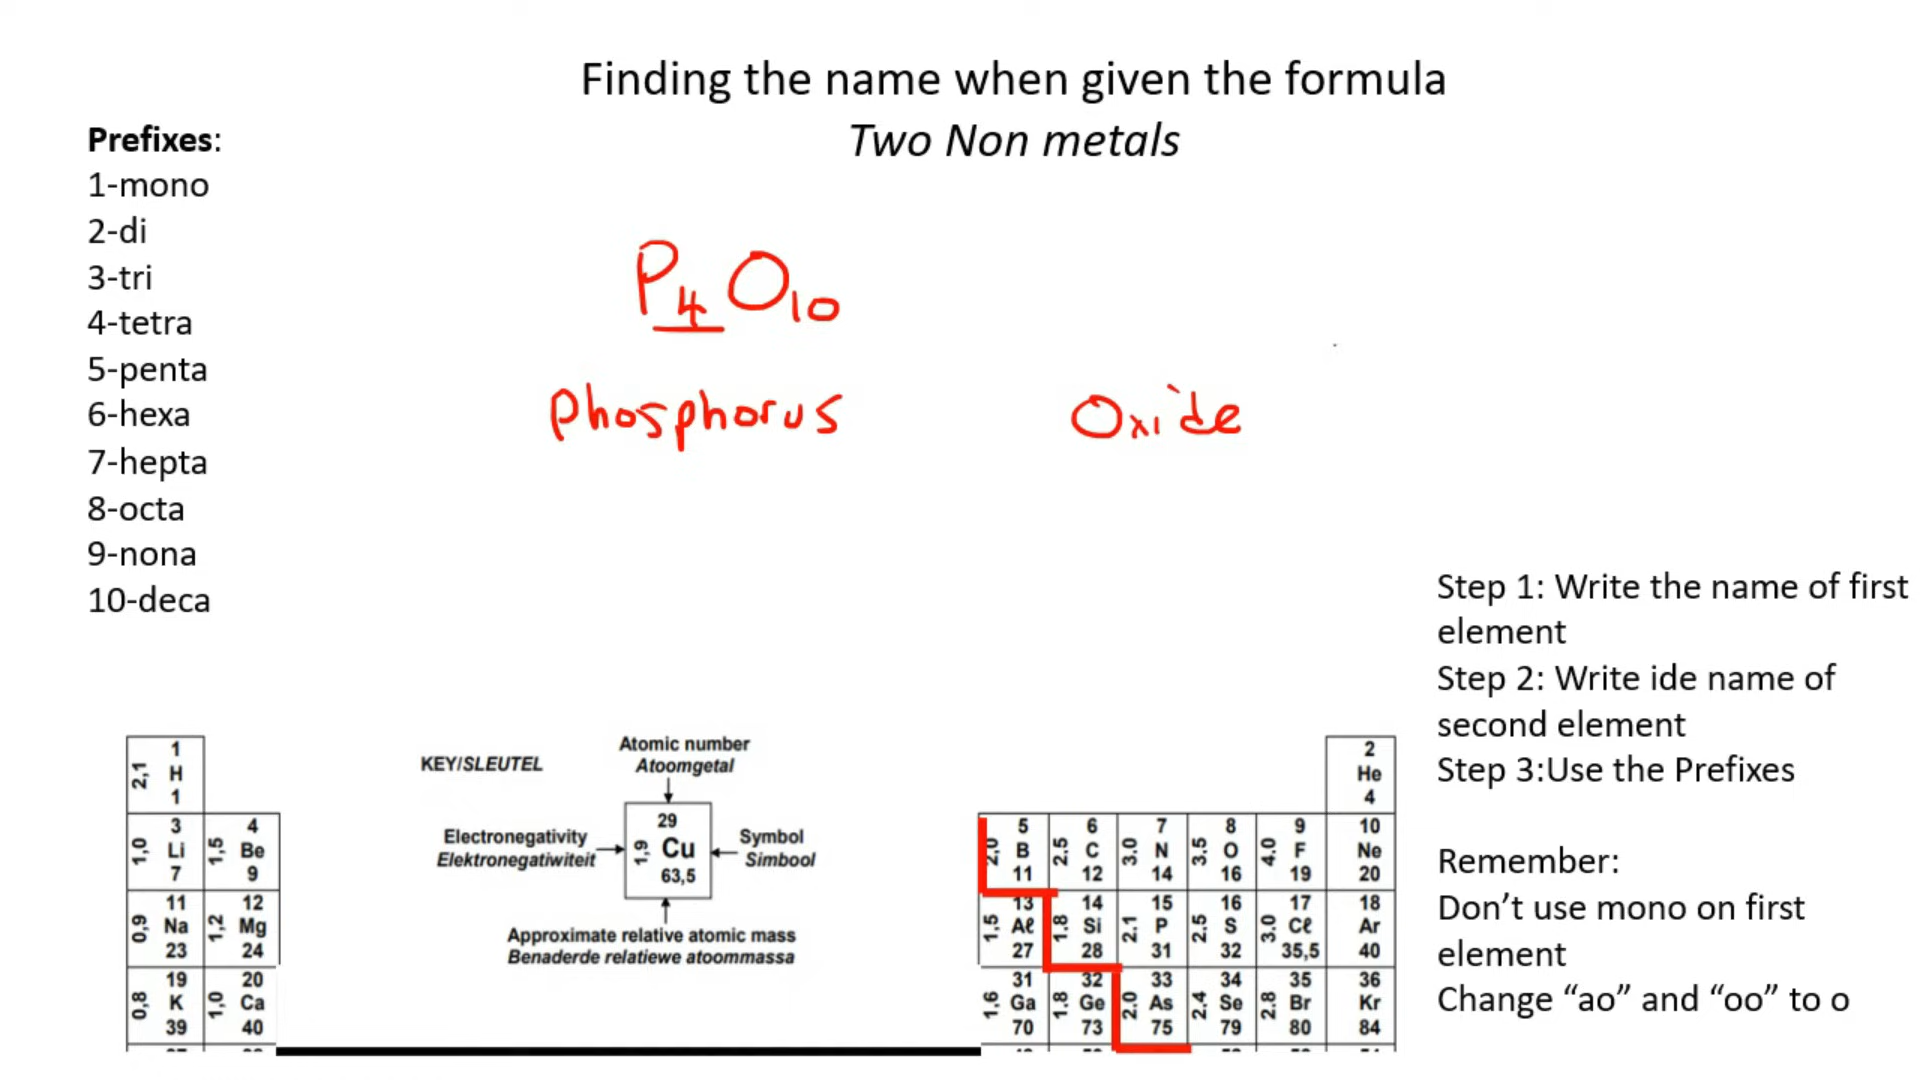 Finding the name when given the formula
Two Non metals
Prefixes:
1-mono
2-di
3-tri
4-tetra
5-penta
6-hexa
7-hepta
8-octa
9-nona
10-deca
P4O10
phosphorus Oxide
Step 1: Write the name of first
element
Step 2: Write ide name of
second element
Step 3:Use the Prefixes
Remember:
Don’t use mono on first
element
Change “ao” and “oo” to o
1
2,1 H
1
3 4
1,0 Li 1,5 Be
7 9
11 12
0,9 Na 1,2 Mg
23 24
19 20
0,8 K 1,0 Ca
39 40
KEY/SLEUTEL
Atomic number
Atoomgetal
29
Electronegativity
Elektronegatiwiteit
1,9 Cu
Symbol
Simbool
63,5
Approximate relative atomic mass
Benaderde relatiewe atoommassa
2
He
4
5 6 7 8 9 10
2,0 B 2.5 C 3.0 N 3.5 O 4.0 F Ne
11 12 14 16 19 20
13 14 15 16 17 18
1,5 Aℓ 1.8 Si 2.1 P 2.5 S 3.0 Cℓ Ar
27 28 31 32 35,5 40
31 32 33 34 35 36
1,6 Ga 1.8 Ge 2.0 As 2.4 Se 2.8 Br Kr
70 73 75 79 80 84